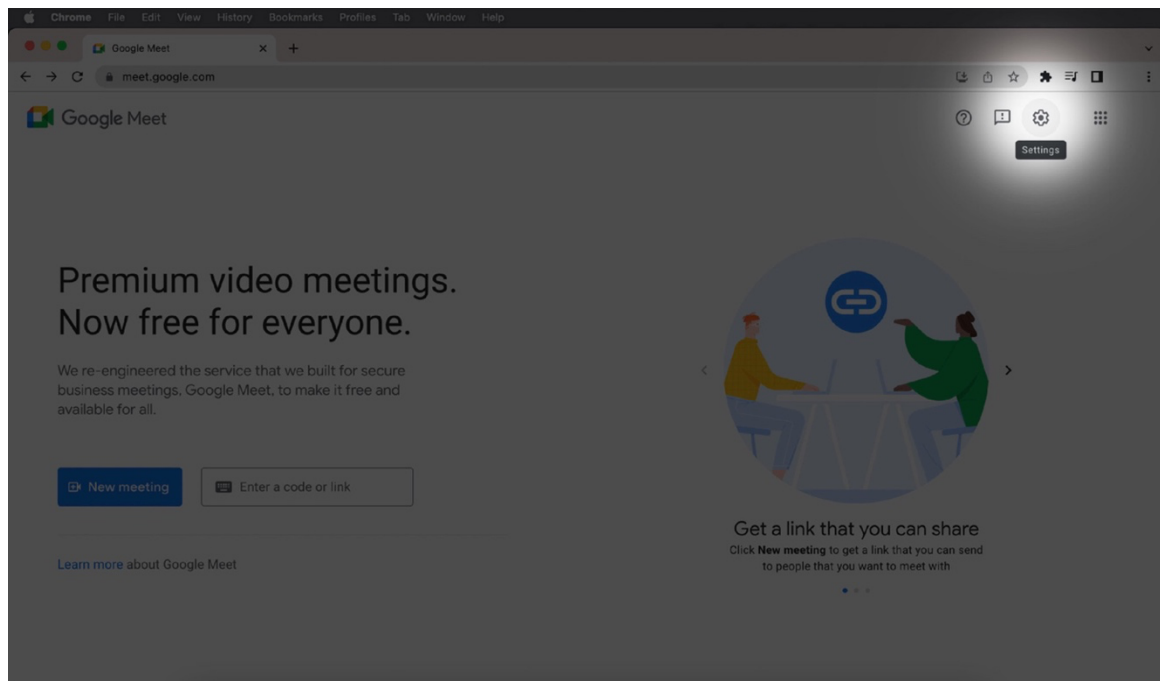 Chrome File Edit View History Bookmarks Profiles Tab Window Help
Google Meet
meet.google.com
Google Meet
Settings
Premium video meetings.
Now free for everyone.
We re-engineered the service that we built for secure
business meetings, Google Meet, to make it free and
available for all.
New meeting
Enter a code or link
Learn more about Google Meet
Get a link that you can share
Click New meeting to get a link that you can send
to people that you want to meet with